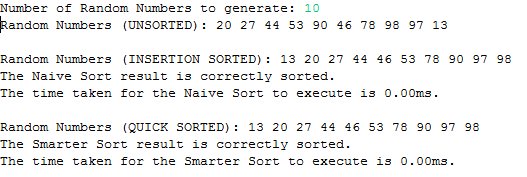 Number of Random Numbers to generate: 10
Random Numbers (UNSORTED): 20 27 44 53 90 46 78 98 97 13
Random Numbers (INSERTION SORTED): 13 20 27 44 46 53 78 90 97 98
The Naive Sort result is correctly sorted.
The time taken for the Naive Sort to execute is 0.00ms.
Random Numbers (QUICK SORTED): 13 20 27 44 46 53 78 90 97 98
The Smarter Sort result is correctly sorted.
The time taken for the Smarter Sort to execute is 0.00ms.